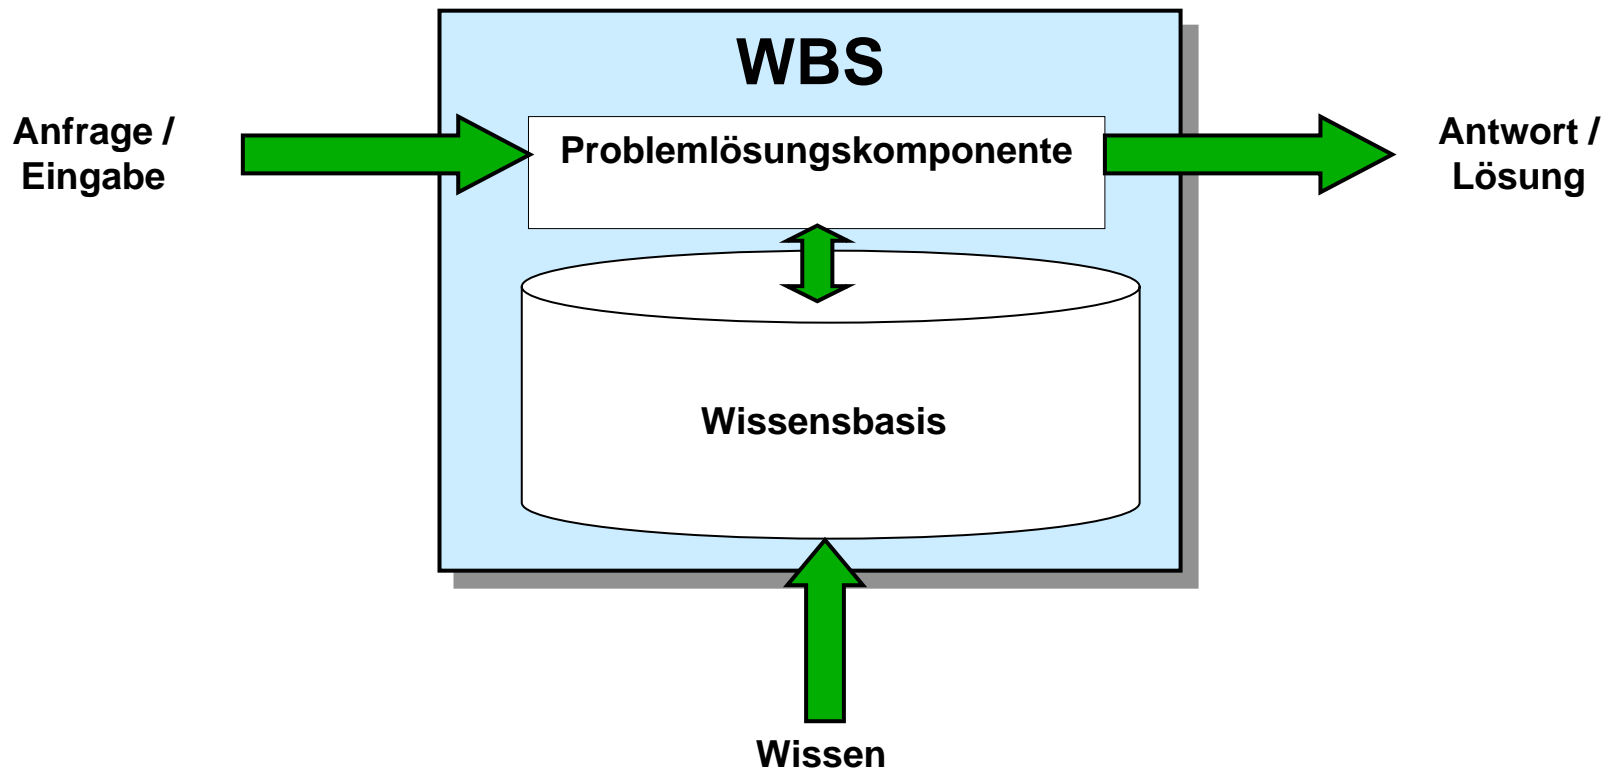 WBS
Anfrage /
Eingabe
Problemlösungskomponente
Antwort /
Lösung
Wissensbasis
Wissen